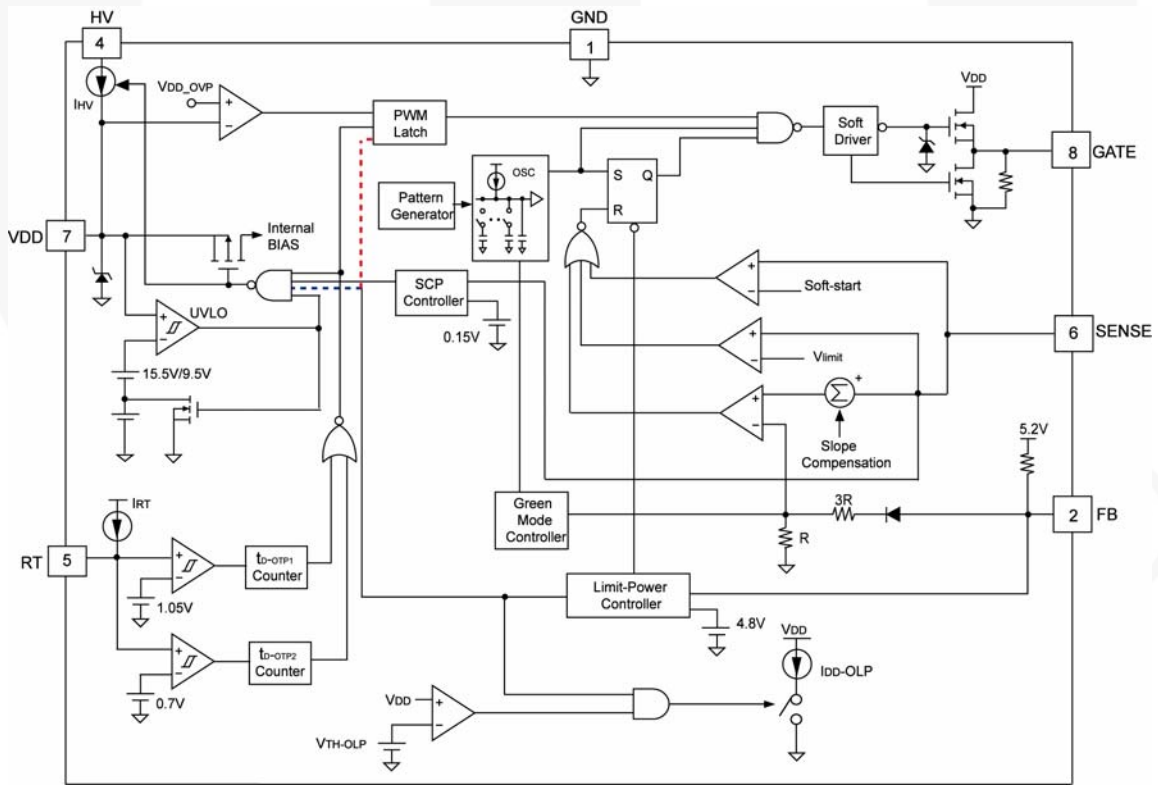 HV
4
GND
1
IHV
VDD_OVP
+
−
PWM
Latch
VDD
Soft
Driver
8
GATE
Pattern
Generator
OSC
S
Q
R
VDD
7
Internal
BIAS
SCP
Controller
0.15V
+
−
Soft-start
UVLO
+
−
15.5V/9.5V
+
−
Vlimit
6
SENSE
+
−
Σ
+
Slope
Compensation
5.2V
IRT
RT
5
Green
Mode
Controller
3R
R
2
FB
+
−
tD-OTP1
Counter
1.05V
Limit-Power
Controller
4.8V
+
−
tD-OTP2
Counter
0.7V
VDD
IDD-OLP
VDD
+
−
VTH-OLP